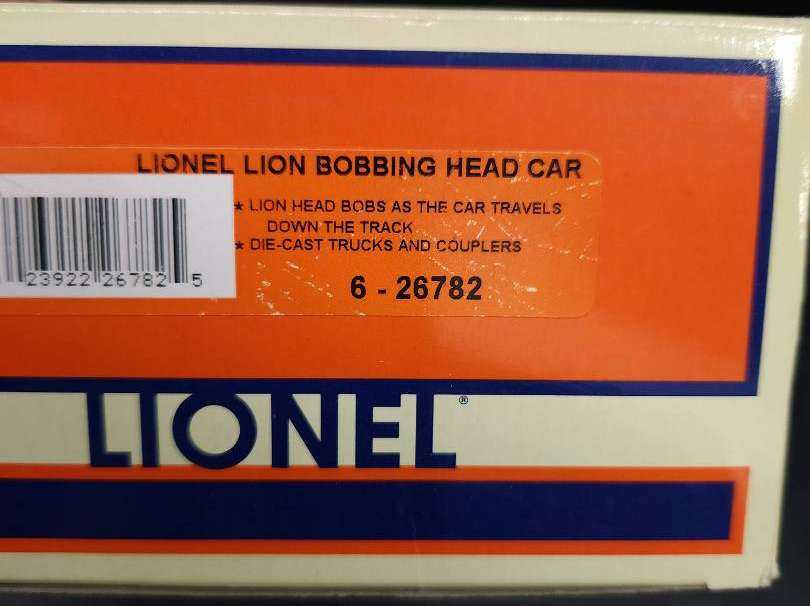 LIONEL LION BOBBING HEAD CAR
★ LION HEAD BOBS AS THE CAR TRAVELS
DOWN THE TRACK
★ DIE-CAST TRUCKS AND COUPLERS
23922 26782 5
6 - 26782
LIONEL®